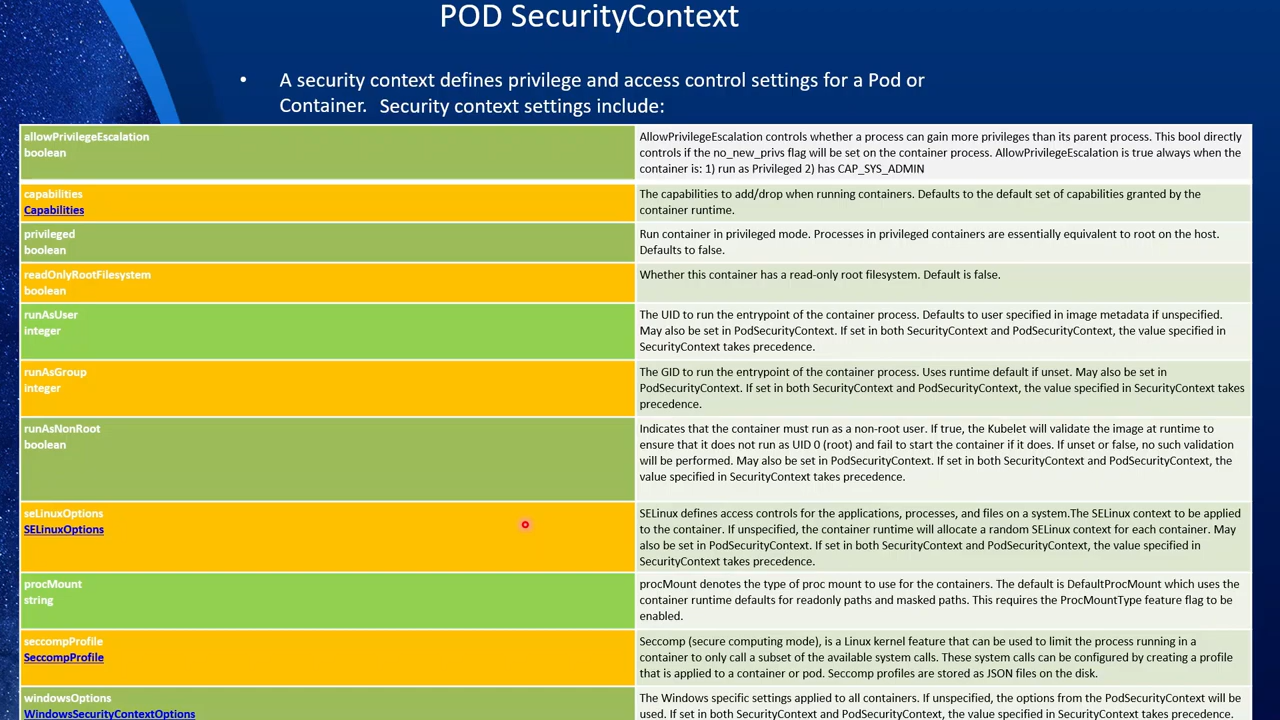 POD SecurityContext
• A security context defines privilege and access control settings for a Pod or
Container. Security context settings include:
allowPrivilegeEscalation
boolean
AllowPrivilegeEscalation controls whether a process can gain more privileges than its parent process. This bool directly
controls if the no_new_privs flag will be set on the container process. AllowPrivilegeEscalation is true always when the
container is: 1) run as Privileged 2) has CAP_SYS_ADMIN
capabilities
Capabilities
The capabilities to add/drop when running containers. Defaults to the default set of capabilities granted by the
container runtime.
privileged
boolean
Run container in privileged mode. Processes in privileged containers are essentially equivalent to root on the host.
Defaults to false.
readOnlyRootFilesystem
boolean
Whether this container has a read-only root filesystem. Default is false.
runAsUser
integer
The UID to run the entrypoint of the container process. Defaults to user specified in image metadata if unspecified.
May also be set in PodSecurityContext. If set in both SecurityContext and PodSecurityContext, the value specified in
SecurityContext takes precedence.
runAsGroup
integer
The GID to run the entrypoint of the container process. Uses runtime default if unset. May also be set in
PodSecurityContext. If set in both SecurityContext and PodSecurityContext, the value specified in SecurityContext takes
precedence.
runAsNonRoot
boolean
Indicates that the container must run as a non-root user. If true, the Kubelet will validate the image at runtime to
ensure that it does not run as UID 0 (root) and fail to start the container if it does. If unset or false, no such validation
will be performed. May also be set in PodSecurityContext. If set in both SecurityContext and PodSecurityContext, the
value specified in SecurityContext takes precedence.
seLinuxOptions
SELinuxOptions
SELinux defines access controls for the applications, processes, and files on a system.The SELinux context to be applied
to the container. If unspecified, the container runtime will allocate a random SELinux context for each container. May
also be set in PodSecurityContext. If set in both SecurityContext and PodSecurityContext, the value specified in
SecurityContext takes precedence.
procMount
string
procMount denotes the type of proc mount to use for the containers. The default is DefaultProcMount which uses the
container runtime defaults for readonly paths and masked paths. This requires the ProcMountType feature flag to be
enabled.
seccompProfile
SeccompProfile
Seccomp (secure computing mode), is a Linux kernel feature that can be used to limit the process running in a
container to only call a subset of the available system calls. These system calls can be configured by creating a profile
that is applied to a container or pod. Seccomp profiles are stored as JSON files on the disk.
windowsOptions
WindowsSecurityContextOptions
The Windows specific settings applied to all containers. If unspecified, the options from the PodSecurityContext will be
used. If set in both SecurityContext and PodSecurityContext, the value specified in SecurityContext takes precedence.